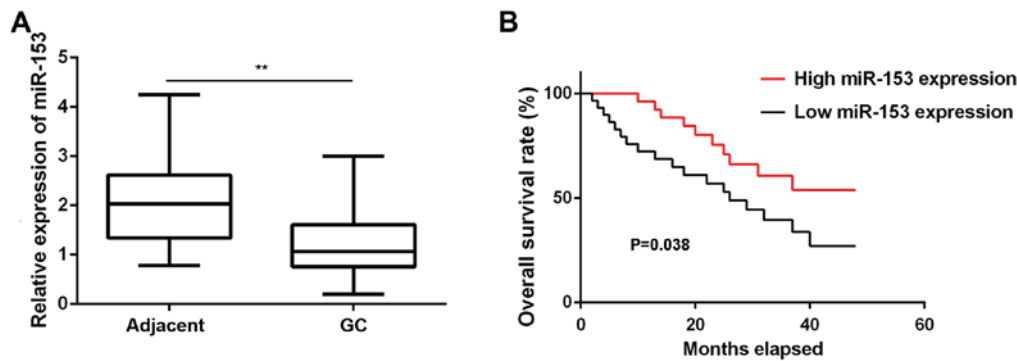 A
Relative expression of miR-153
5
4
3
2
1
0
**
Adjacent
GC
B
Overall survival rate (%)
100
50
0
High miR-153 expression
Low miR-153 expression
P=0.038
0
20
40
60
Months elapsed